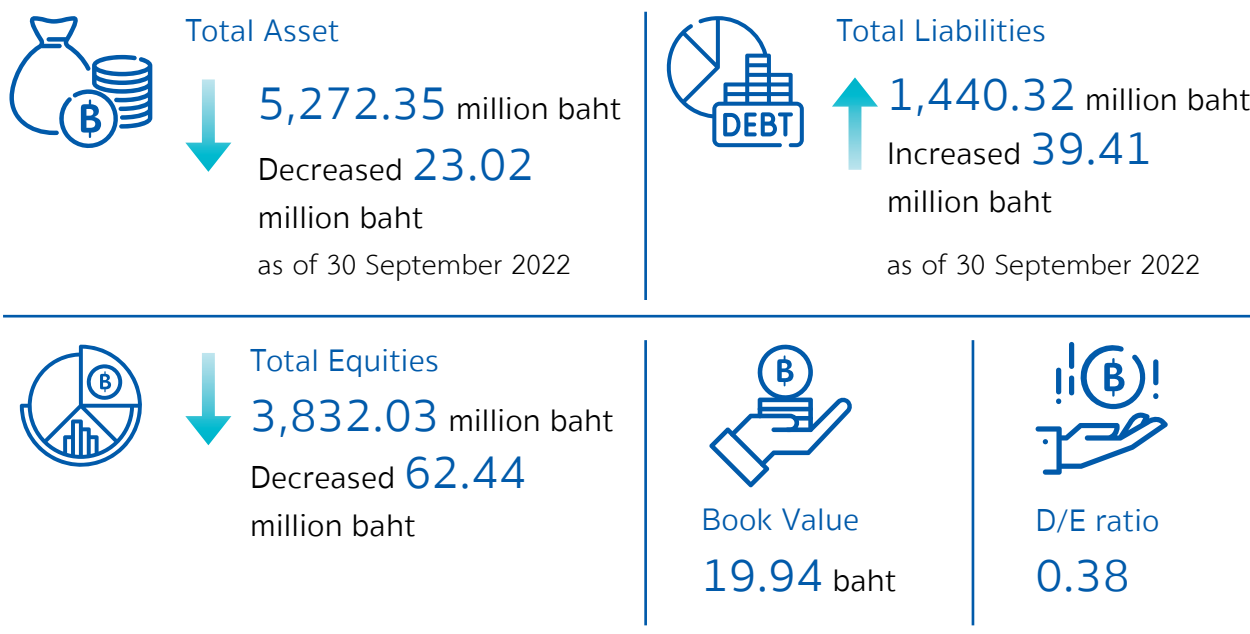 Total Asset
5,272.35 million baht
Decreased 23.02
million baht
as of 30 September 2022
DEBT
Total Liabilities
1,440.32 million baht
Increased 39.41
million baht
as of 30 September 2022
Total Equities
3,832.03 million baht
Decreased 62.44
million baht
Book Value
19.94 baht
D/E ratio
0.38